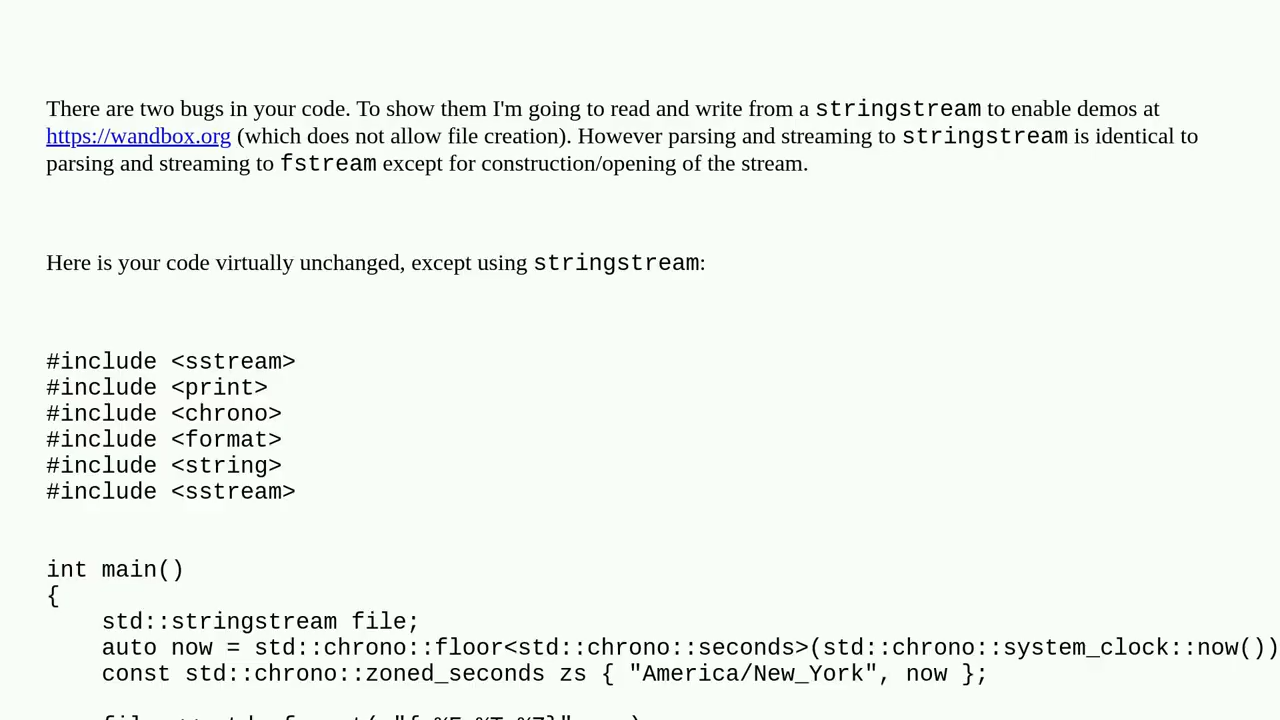 There are two bugs in your code. To show them I'm going to read and write from a stringstream to enable demos at
https://wandbox.org (which does not allow file creation). However parsing and streaming to stringstream is identical to
parsing and streaming to fstream except for construction/opening of the stream.
Here is your code virtually unchanged, except using stringstream:
#include <sstream>
#include <print>
#include <chrono>
#include <format>
#include <string>
#include <sstream>
int main()
{
    std::stringstream file;
    auto now = std::chrono::floor<std::chrono::seconds>(std::chrono::system_clock::now())
    const std::chrono::zoned_seconds zs { "America/New_York", now };